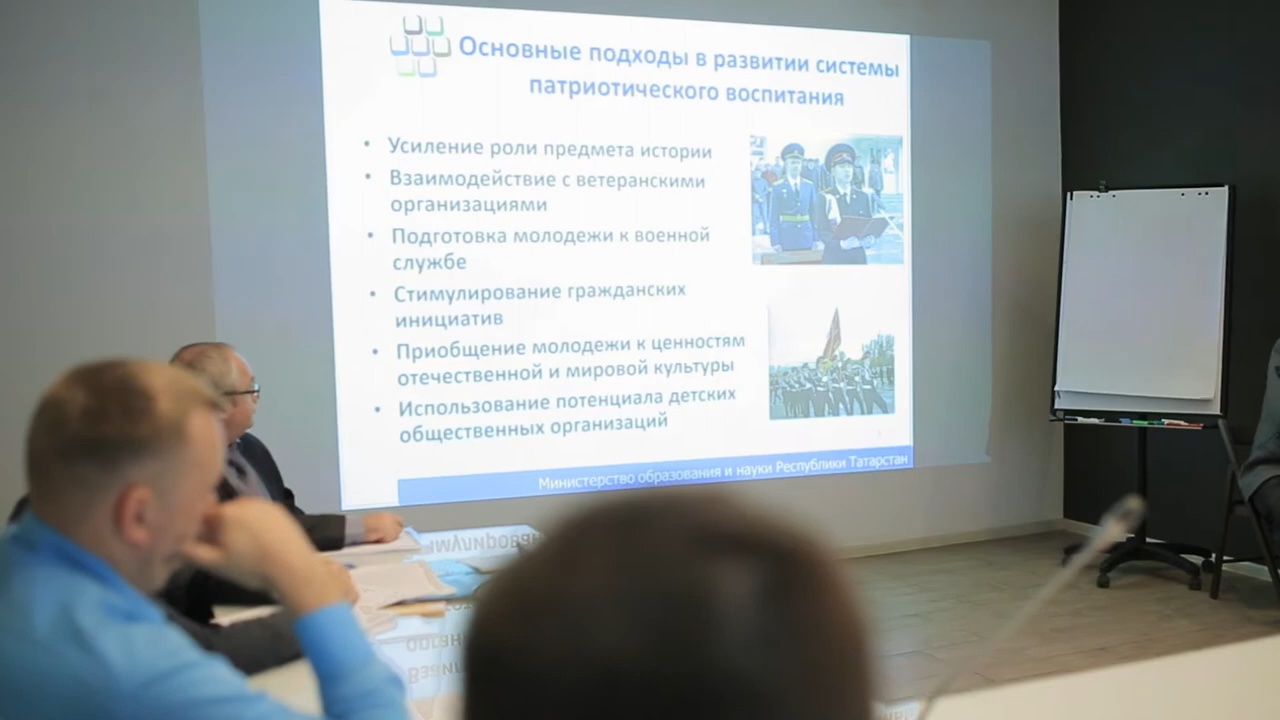 Основные подходы в развитии системы
патриотического воспитания
• Усиление роли предмета истории
• Взаимодействие с ветеранскими
организациями
• Подготовка молодежи к военной
службе
• Стимулирование гражданских
инициатив
• Приобщение молодежи к ценностям
отечественной и мировой культуры
• Использование потенциала детских
общественных организаций
Министерство образования и науки Республики Татарстан